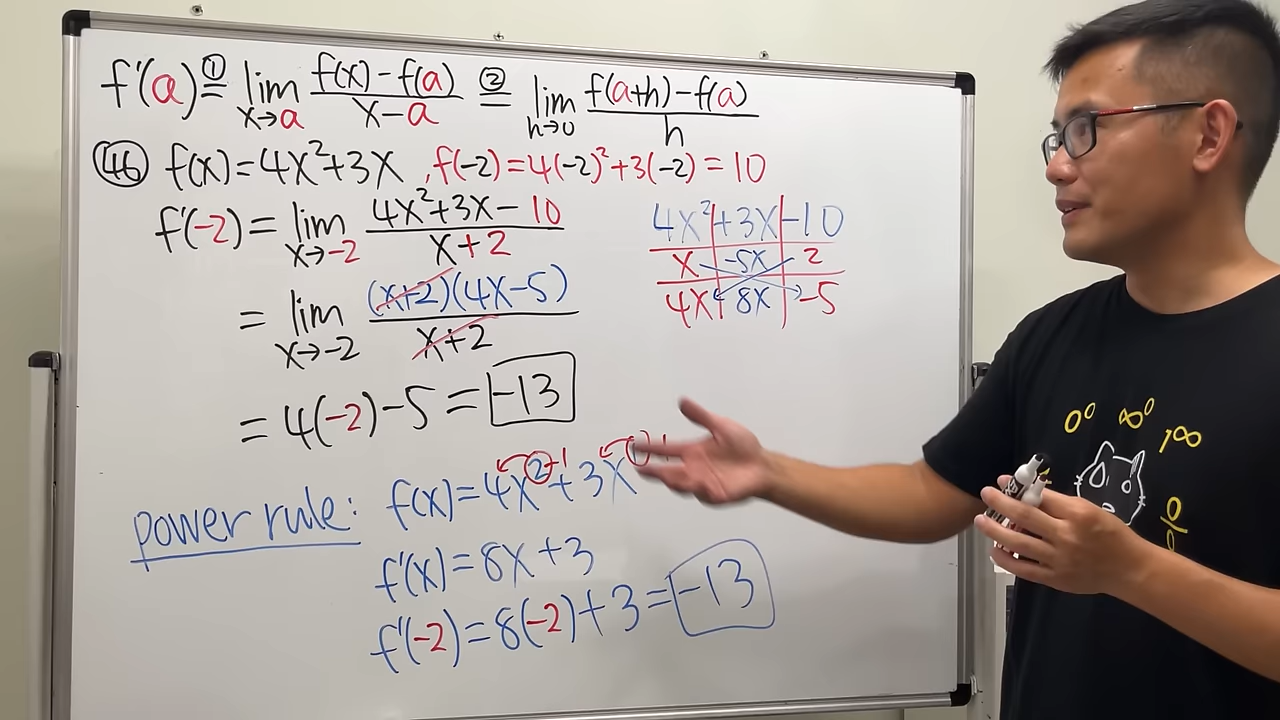 f'(a) ①= lim x→a (f(x)-f(a))/(x-a) ②= lim h→0 (f(a+h)-f(a))/h
㊻ f(x)=4x²+3x , f(-2)=4(-2)²+3(-2)=10
f'(-2)= lim x→-2 (4x²+3x-10)/(x+2)
= lim x→-2 ((x+2)(4x-5))/(x+2)
= 4(-2)-5 = -13
4x²+3x-10
x -5x 2
4x 8x -5
power rule: f(x)=4x²⁻¹+3x
f'(x)=8x+3
f'(-2)=8(-2)+3=-13
0⁰ ∞⁰ 1^∞
0